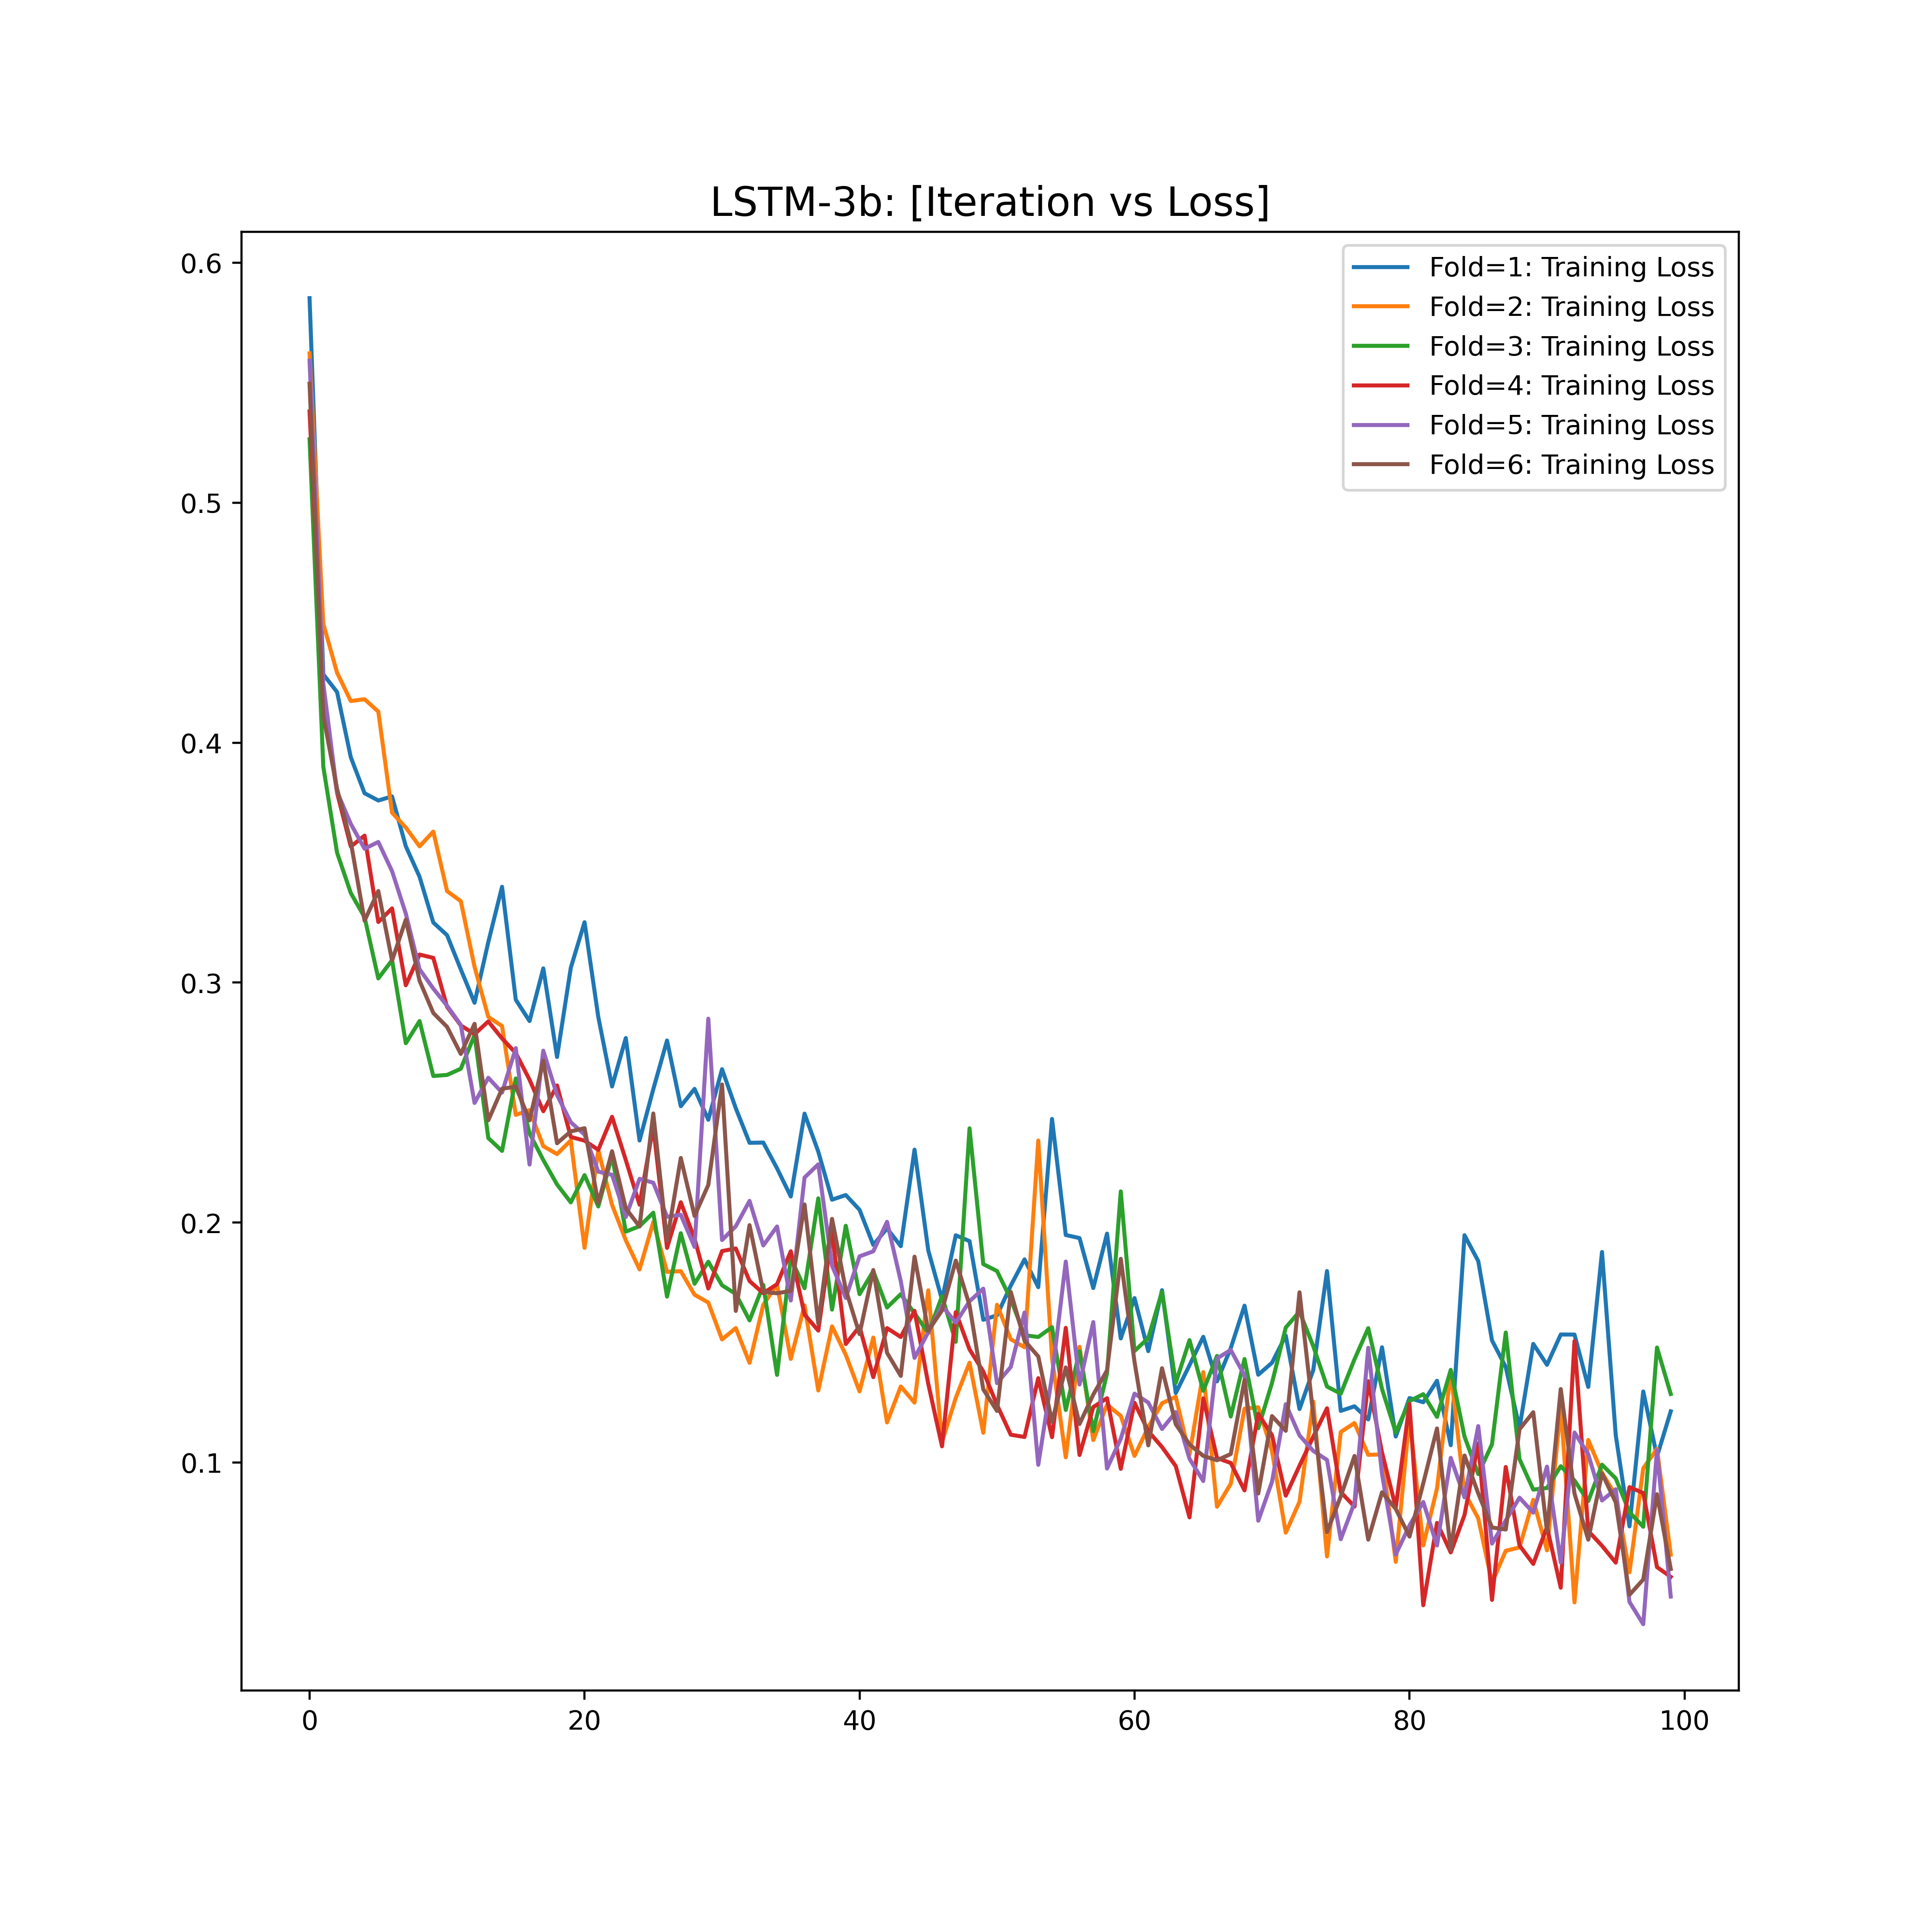 LSTM-3b: [Iteration vs Loss]
0.6
0.5
0.4
0.3
0.2
0.1
Fold=1: Training Loss
Fold=2: Training Loss
Fold=3: Training Loss
Fold=4: Training Loss
Fold=5: Training Loss
Fold=6: Training Loss
0 20 40 60 80 100